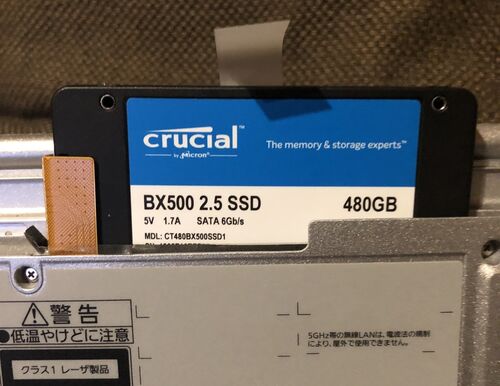 crucial™
by Micron®
The memory & storage experts™
BX500 2.5 SSD
480GB
5V 1.7A SATA 6Gb/s
MDL: CT480BX500SSD1
警告
●低温やけどに注意
クラス1 レーザ製品
5GHz帯の無線LANは、電波法の規制
により、屋外で使用できません。